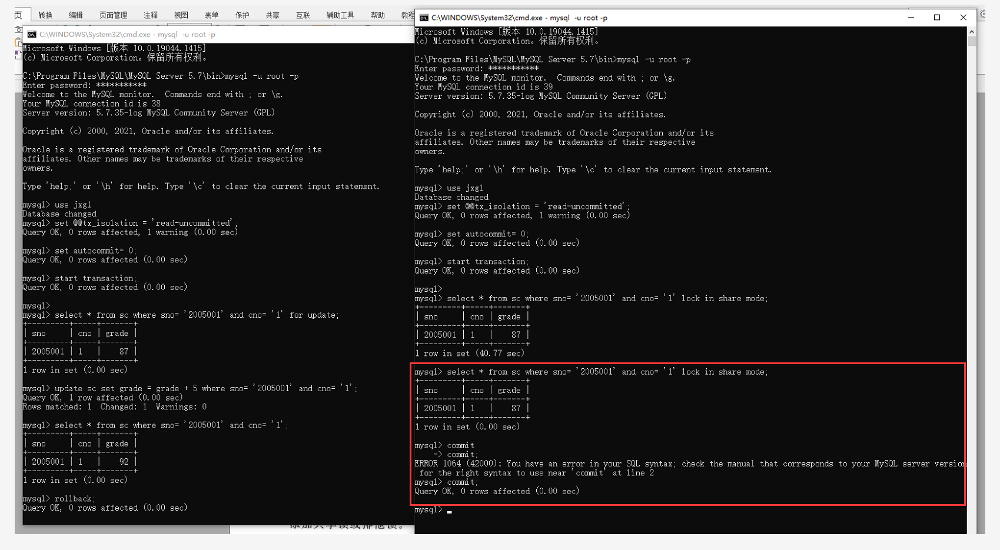 页 转换 编辑 页面管理 注释 视图 表单 保护 共享 互联 辅助工具 帮助 教程
C:\WINDOWS\System32\cmd.exe - mysql  -u root -p
Microsoft Windows [版本 10.0.19044.1415]
(c) Microsoft Corporation。保留所有权利。
C:\Program Files\MySQL\MySQL Server 5.7\bin>mysql -u root -p
Enter password: ***********
Welcome to the MySQL monitor.  Commands end with ; or \g.
Your MySQL connection id is 38
Server version: 5.7.35-log MySQL Community Server (GPL)
Copyright (c) 2000, 2021, Oracle and/or its affiliates.
Oracle is a registered trademark of Oracle Corporation and/or its
affiliates. Other names may be trademarks of their respective
owners.
Type 'help;' or '\h' for help. Type '\c' to clear the current input statement.
mysql> use jxgl
Database changed
mysql> set @@tx_isolation = 'read-uncommitted';
Query OK, 0 rows affected, 1 warning (0.00 sec)
mysql> set autocommit= 0;
Query OK, 0 rows affected (0.00 sec)
mysql> start transaction;
Query OK, 0 rows affected (0.00 sec)
mysql>
mysql> select * from sc where sno= '2005001' and cno= '1' for update;
+---------+-----+-------+
| sno     | cno | grade |
+---------+-----+-------+
| 2005001 | 1   |    87 |
+---------+-----+-------+
1 row in set (0.00 sec)
mysql> update sc set grade = grade + 5 where sno= '2005001' and cno= '1';
Query OK, 1 row affected (0.00 sec)
Rows matched: 1  Changed: 1  Warnings: 0
mysql> select * from sc where sno= '2005001' and cno= '1';
+---------+-----+-------+
| sno     | cno | grade |
+---------+-----+-------+
| 2005001 | 1   |    92 |
+---------+-----+-------+
1 row in set (0.00 sec)
mysql> rollback;
Query OK, 0 rows affected (0.00 sec)
C:\WINDOWS\System32\cmd.exe - mysql  -u root -p
Microsoft Windows [版本 10.0.19044.1415]
(c) Microsoft Corporation。保留所有权利。
C:\Program Files\MySQL\MySQL Server 5.7\bin>mysql -u root -p
Enter password: ***********
Welcome to the MySQL monitor.  Commands end with ; or \g.
Your MySQL connection id is 39
Server version: 5.7.35-log MySQL Community Server (GPL)
Copyright (c) 2000, 2021, Oracle and/or its affiliates.
Oracle is a registered trademark of Oracle Corporation and/or its
affiliates. Other names may be trademarks of their respective
owners.
Type 'help;' or '\h' for help. Type '\c' to clear the current input statement.
mysql> use jxgl
Database changed
mysql> set @@tx_isolation = 'read-uncommitted';
Query OK, 0 rows affected, 1 warning (0.00 sec)
mysql> set autocommit= 0;
Query OK, 0 rows affected (0.00 sec)
mysql> start transaction;
Query OK, 0 rows affected (0.00 sec)
mysql>
mysql> select * from sc where sno= '2005001' and cno= '1' lock in share mode;
+---------+-----+-------+
| sno     | cno | grade |
+---------+-----+-------+
| 2005001 | 1   |    87 |
+---------+-----+-------+
1 row in set (40.77 sec)
mysql> select * from sc where sno= '2005001' and cno= '1' lock in share mode;
+---------+-----+-------+
| sno     | cno | grade |
+---------+-----+-------+
| 2005001 | 1   |    87 |
+---------+-----+-------+
1 row in set (0.00 sec)
mysql> commit
    -> commit;
ERROR 1064 (42000): You have an error in your SQL syntax; check the manual that corresponds to your MySQL server version
 for the right syntax to use near 'commit' at line 2
mysql> commit;
Query OK, 0 rows affected (0.00 sec)
mysql>